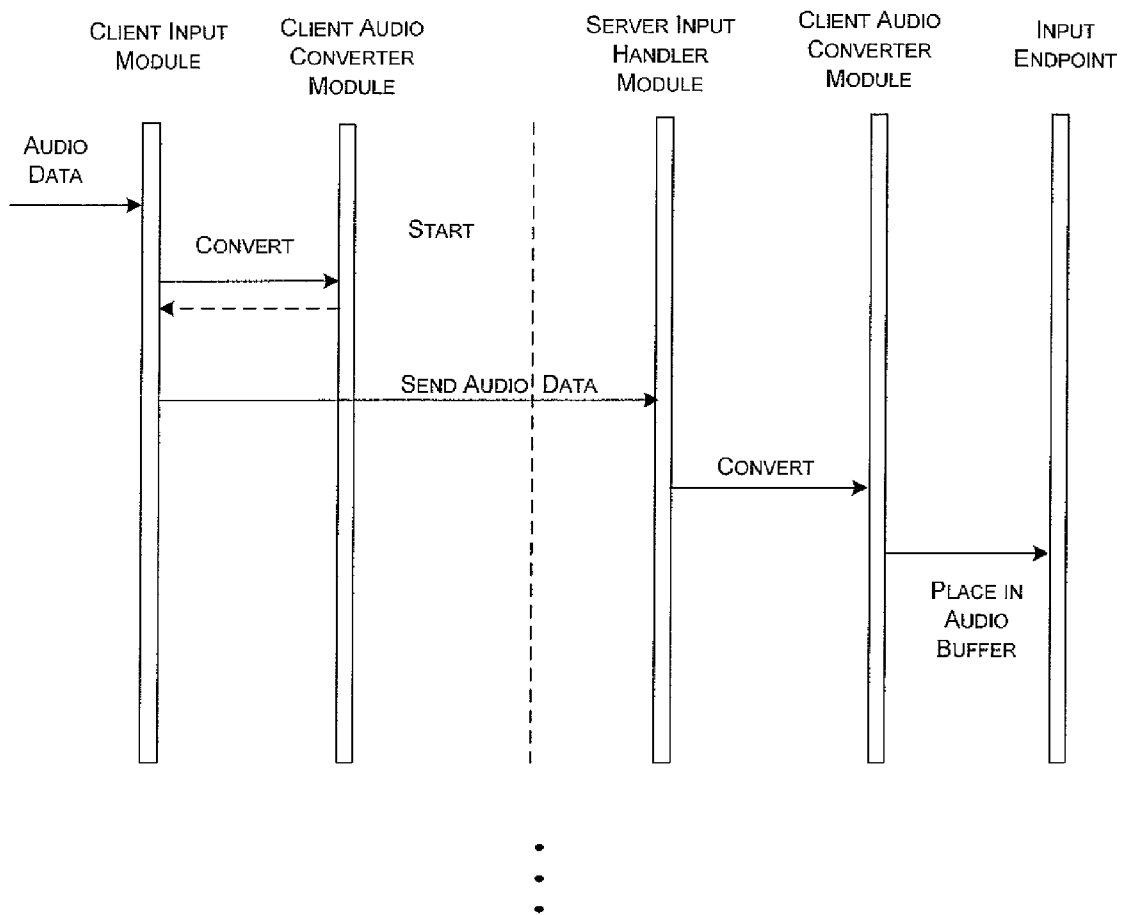 CLIENT INPUT
MODULE
CLIENT AUDIO
CONVERTER
MODULE
SERVER INPUT
HANDLER
MODULE
CLIENT AUDIO
CONVERTER
MODULE
INPUT
ENDPOINT
AUDIO
DATA
START
CONVERT
SEND AUDIO DATA
CONVERT
PLACE IN
AUDIO
BUFFER